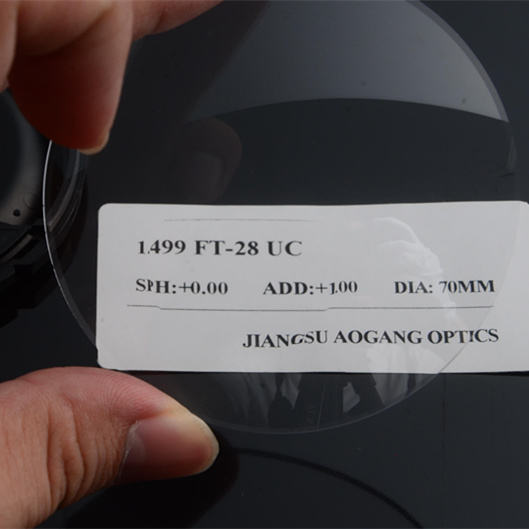 1.499 FT-28 UC
SPH:+0.00 ADD:+1.00 DIA: 70MM
JIANGSU AOGANG OPTICS